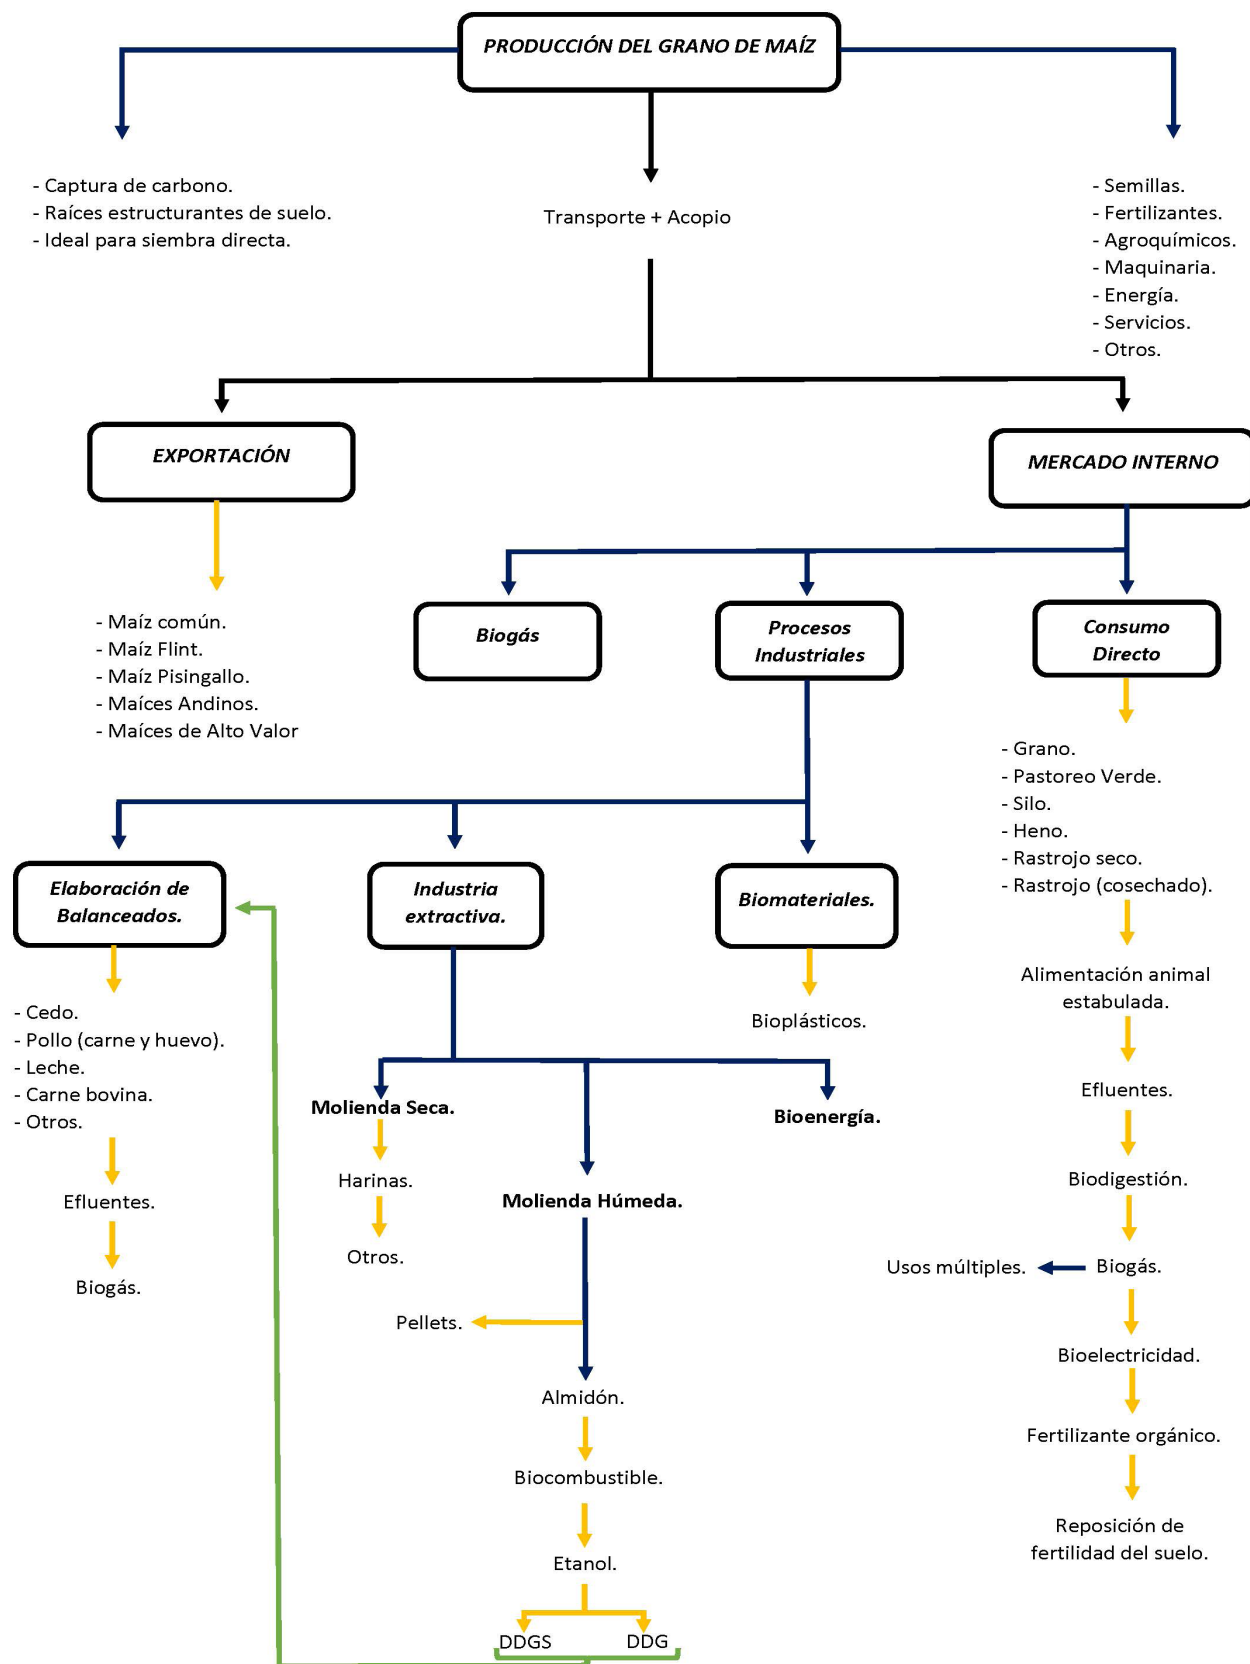 PRODUCCIÓN DEL GRANO DE MAÍZ
- Captura de carbono.
- Raíces estructurantes de suelo.
- Ideal para siembra directa.
Transporte + Acopio
- Semillas.
- Fertilizantes.
- Agroquímicos.
- Maquinaria.
- Energía.
- Servicios.
- Otros.
EXPORTACIÓN
MERCADO INTERNO
- Maíz común.
- Maíz Flint.
- Maíz Pisingallo.
- Maíces Andinos.
- Maíces de Alto Valor
Biogás
Procesos
Industriales
Consumo
Directo
- Grano.
- Pastoreo Verde.
- Silo.
- Heno.
- Rastrojo seco.
- Rastrojo (cosechado).
Elaboración de
Balanceados.
Industria
extractiva.
Biomateriales.
- Cedo.
- Pollo (carne y huevo).
- Leche.
- Carne bovina.
- Otros.
Efluentes.
Biogás.
Bioplásticos.
Molienda Seca.
Harinas.
Otros.
Molienda Húmeda.
Bioenergía.
Pellets.
Almidón.
Biocombustible.
Etanol.
DDGS
DDG
Alimentación animal
estabulada.
Efluentes.
Biodigestión.
Usos múltiples.
Biogás.
Bioelectricidad.
Fertilizante orgánico.
Reposición de
fertilidad del suelo.